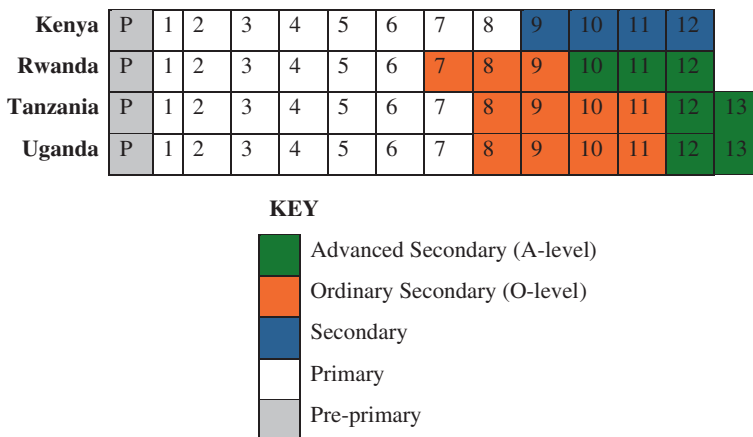 Kenya P 1 2 3 4 5 6 7 8 9 10 11 12
Rwanda P 1 2 3 4 5 6 7 8 9 10 11 12
Tanzania P 1 2 3 4 5 6 7 8 9 10 11 12 13
Uganda P 1 2 3 4 5 6 7 8 9 10 11 12 13
KEY
Advanced Secondary (A-level)
Ordinary Secondary (O-level)
Secondary
Primary
Pre-primary